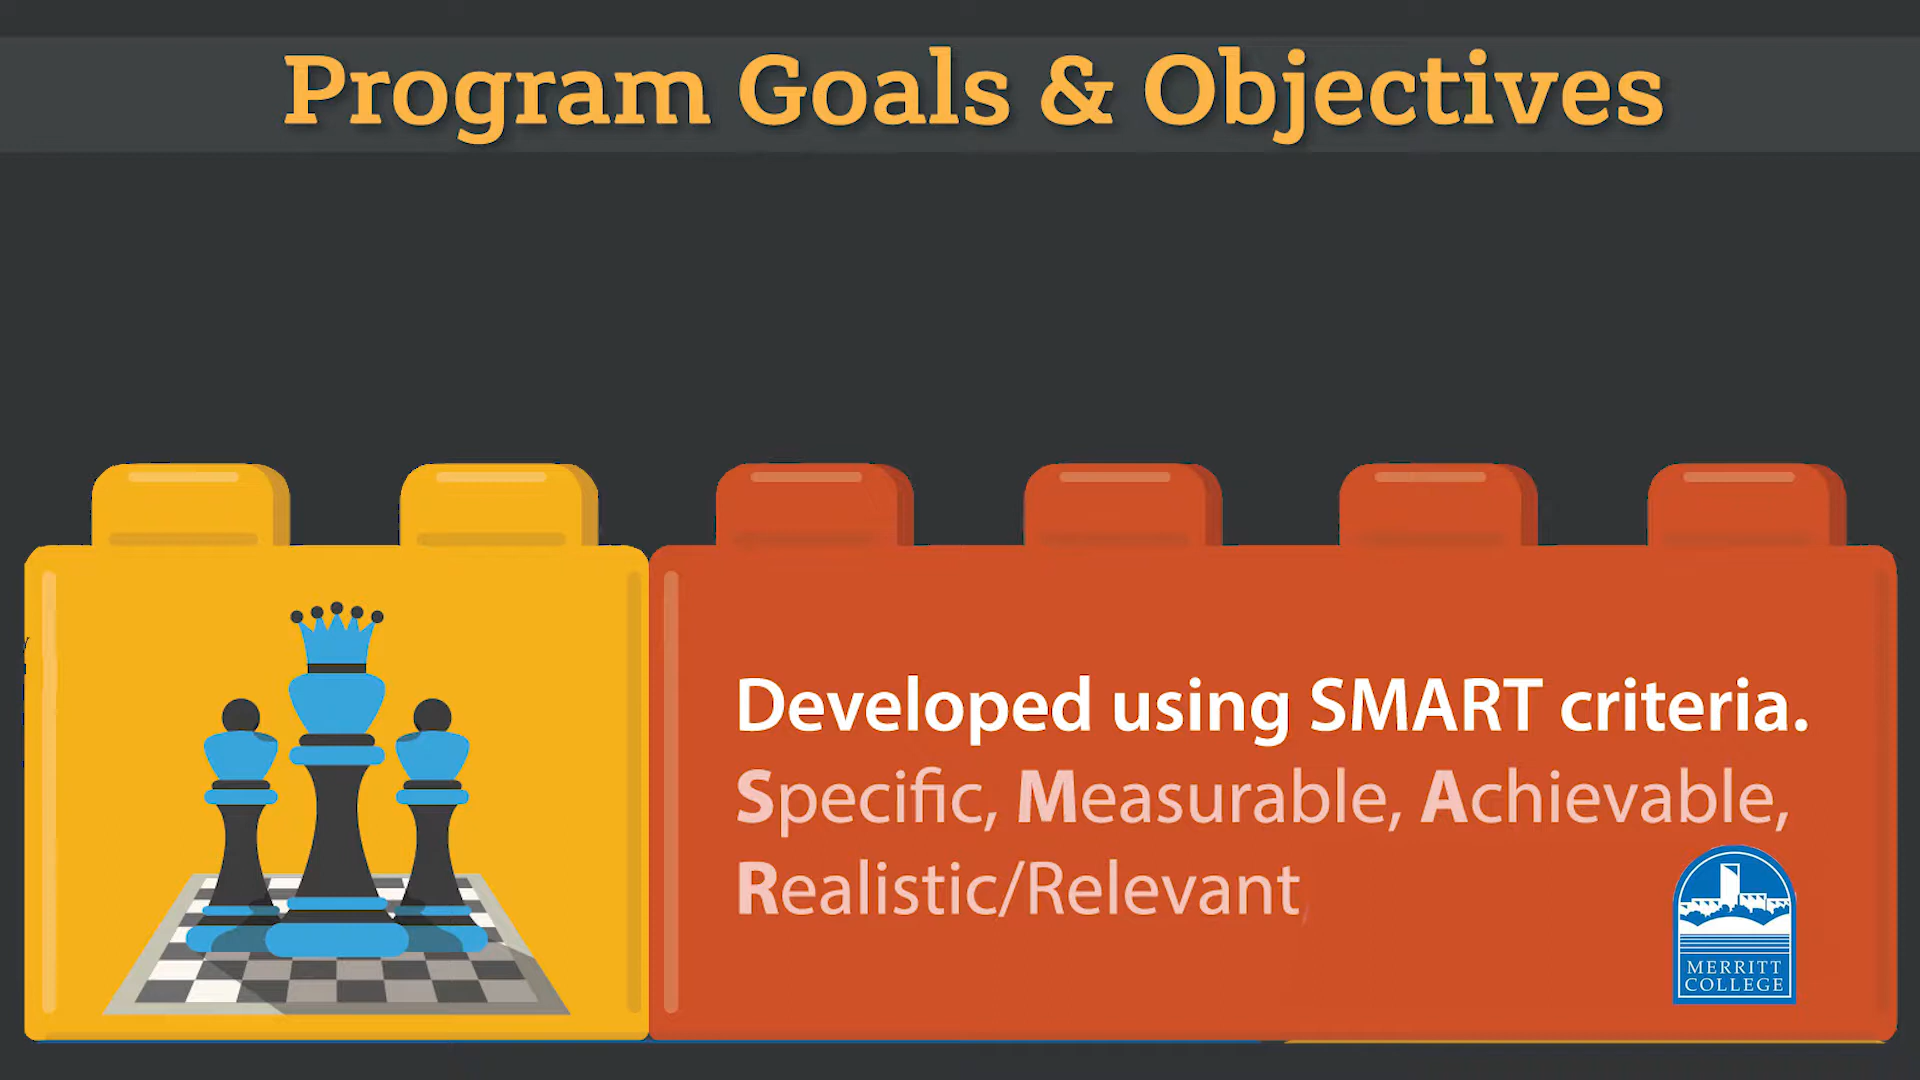 Program Goals & Objectives
Developed using SMART criteria.
Specific, Measurable, Achievable,
Realistic/Relevant,
MERRITT
COLLEGE